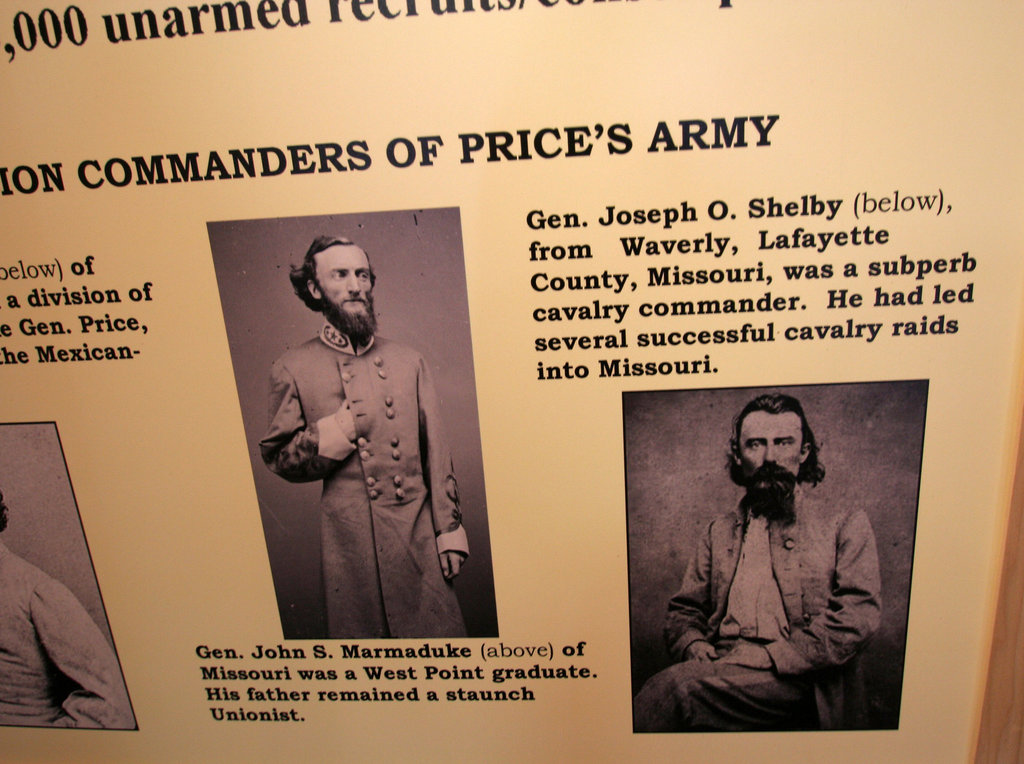 ,000 unarmed recruits/
ION COMMANDERS OF PRICE'S ARMY
below) of
a division of
Gen. Price,
the Mexican-
Gen. Joseph O. Shelby (below),
from Waverly, Lafayette
County, Missouri, was a subperb
cavalry commander. He had led
several successful cavalry raids
into Missouri.
Gen. John S. Marmaduke (above) of
Missouri was a West Point graduate.
His father remained a staunch
Unionist.